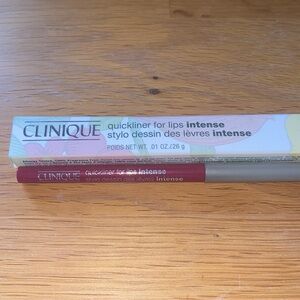 CLINIQUE
quickliner for lips intense
stylo dessin des lèvres intense
POIDS NET WT. .01 OZ./26 g
CLINIQUE
quickliner for lips intense
stylo dessin des lèvres intense